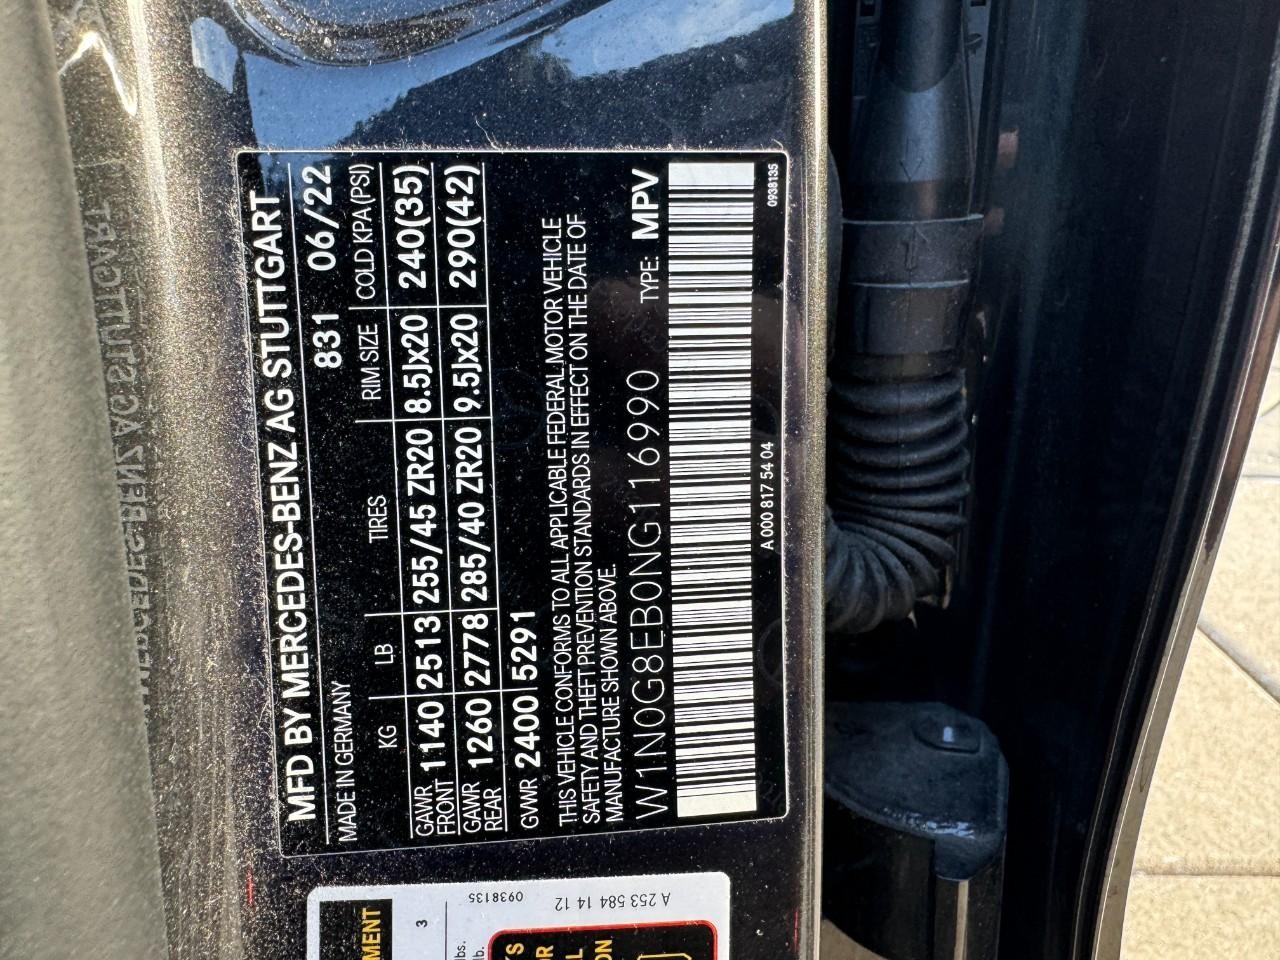 MFD BY MERCEDES-BENZ AG STUTTGART
MADE IN GERMANY 831 06/22
KG LB TIRES RIM SIZE COLD KPA (PSI)
GAWR FRONT 1140 2513 255/45 ZR20 8.5Jx20 240(35)
GAWR REAR 1260 2778 285/40 ZR20 9.5Jx20 290(42)
GVWR 2400 5291
THIS VEHICLE CONFORMS TO ALL APPLICABLE FEDERAL MOTOR VEHICLE
SAFETY AND THEFT PREVENTION STANDARDS IN EFFECT ON THE DATE OF
MANUFACTURE SHOWN ABOVE.
W1N0G8EB0NG116990 TYPE: MPV
A 000 817 54 04 0938135
A 253 584 14 12
0938135
3
lbs.
lb.